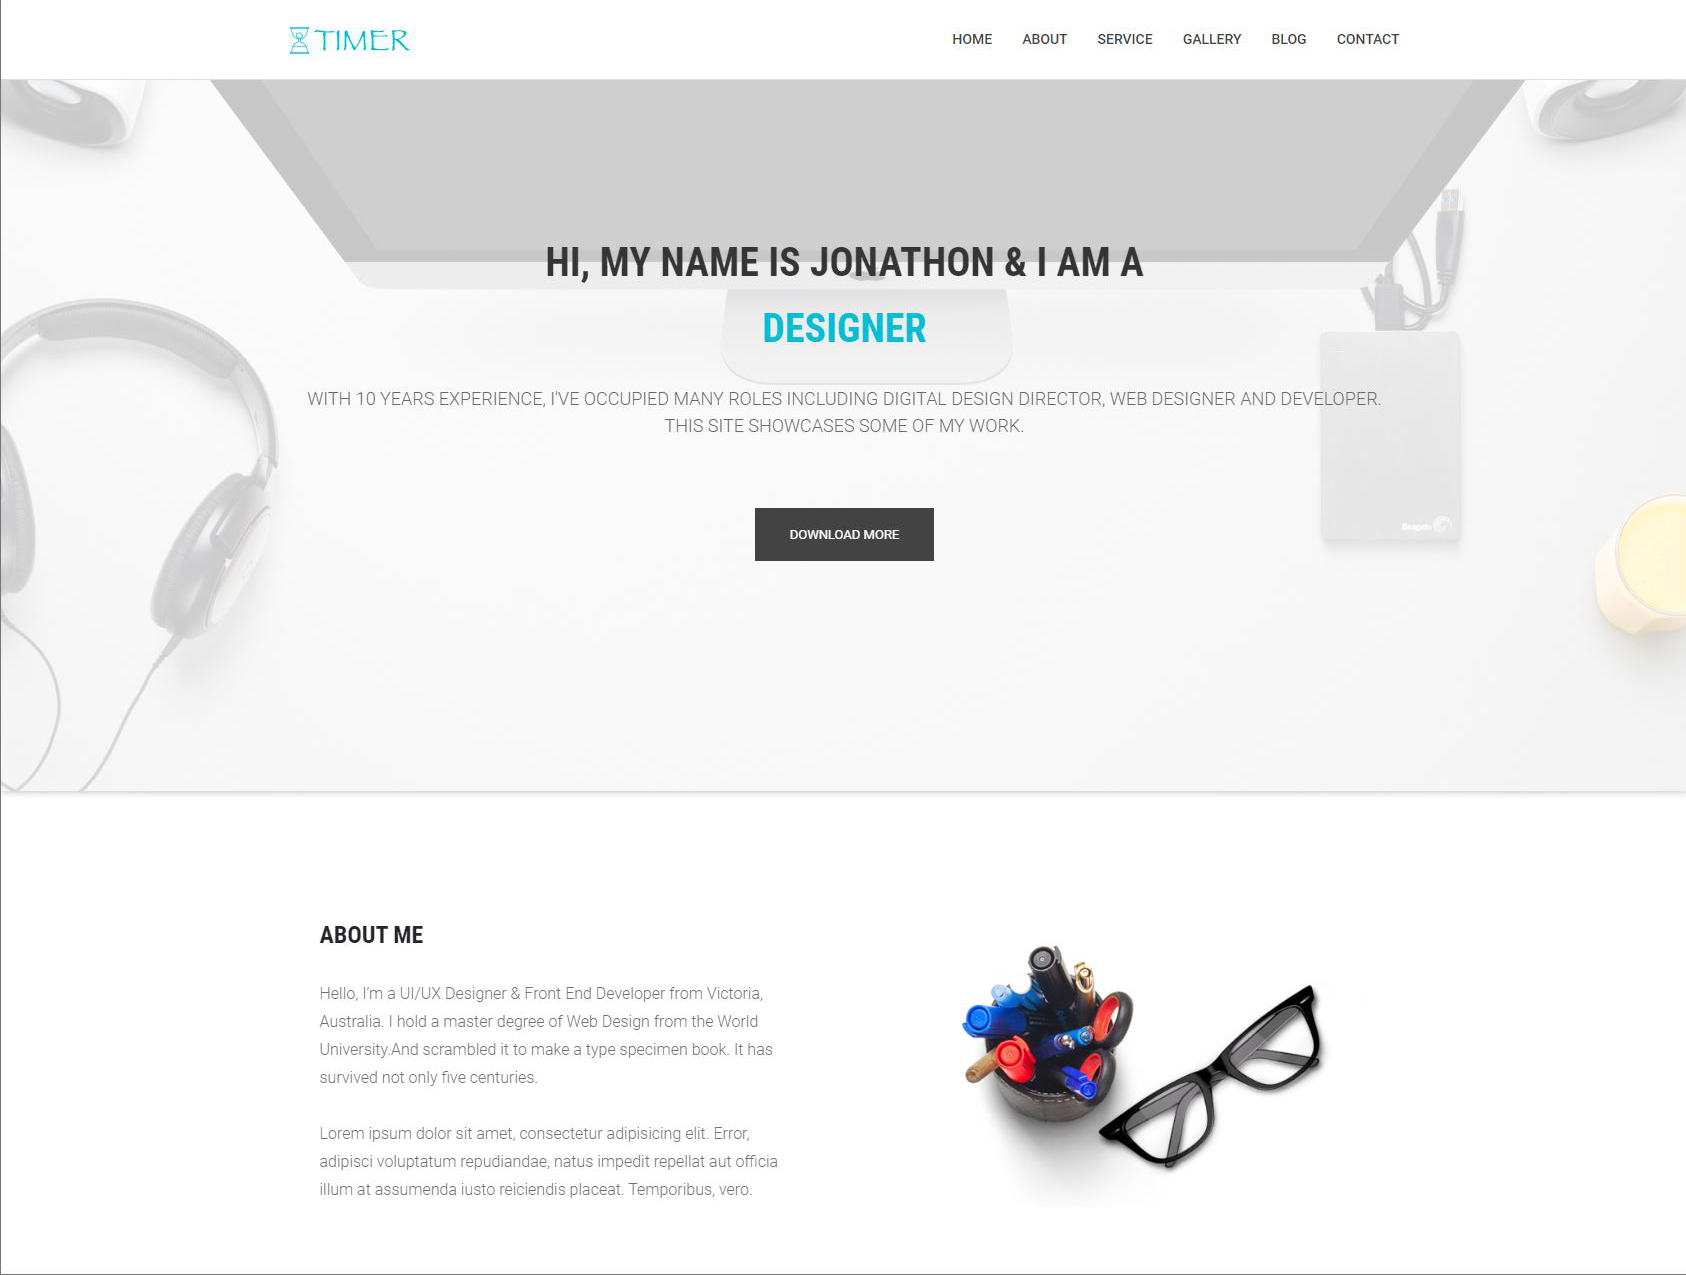 TIMER
HOME ABOUT SERVICE GALLERY BLOG CONTACT
HI, MY NAME IS JONATHON & I AM A
DESIGNER
WITH 10 YEARS EXPERIENCE, I'VE OCCUPIED MANY ROLES INCLUDING DIGITAL DESIGN DIRECTOR, WEB DESIGNER AND DEVELOPER.
THIS SITE SHOWCASES SOME OF MY WORK.
Seagate
DOWNLOAD MORE
ABOUT ME
Hello, I'm a UI/UX Designer & Front End Developer from Victoria,
Australia. I hold a master degree of Web Design from the World
University.And scrambled it to make a type specimen book. It has
survived not only five centuries.
Lorem ipsum dolor sit amet, consectetur adipisicing elit. Error,
adipisci voluptatum repudiandae, natus impedit repellat aut officia
illum at assumenda iusto reiciendis placeat. Temporibus, vero.